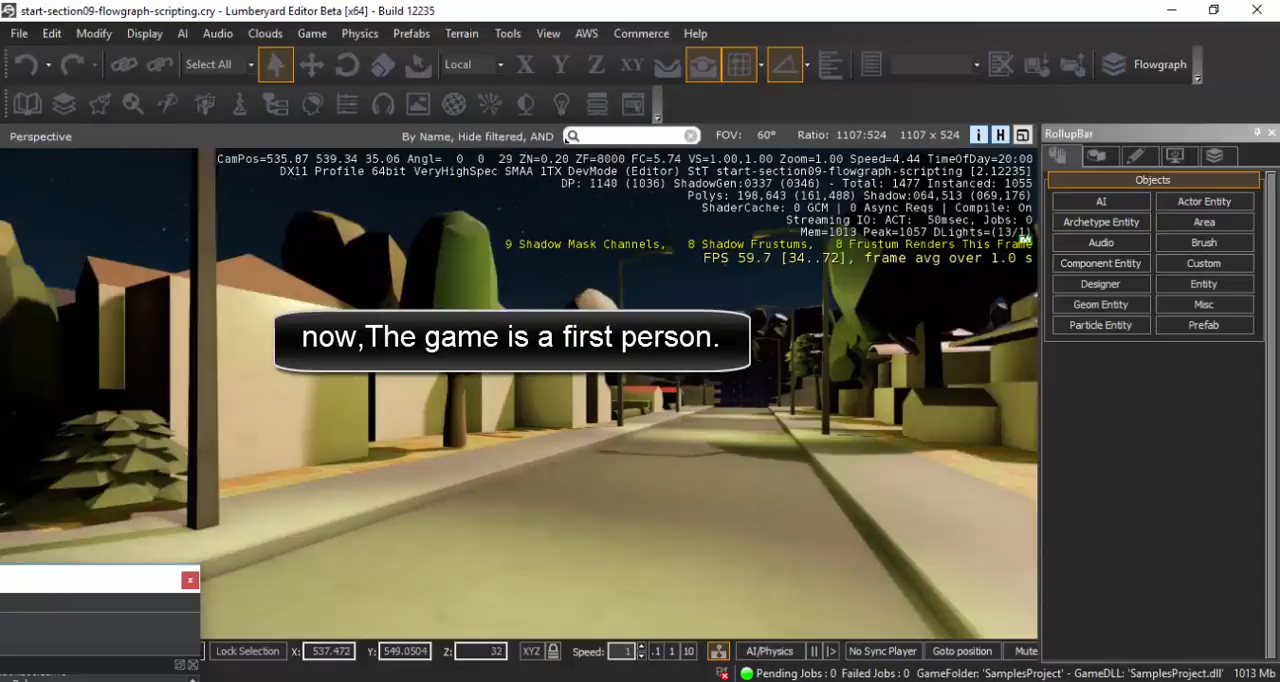 start-section09-flowgraph-scripting.cry - Lumberyard Editor Beta [x64] - Build 12235
File Edit Modify Display AI Audio Clouds Game Physics Prefabs Terrain Tools View AWS Commerce Help
Select All Local X Y Z XY Flowgraph
Perspective By Name, Hide filtered, AND FOV: 60° Ratio: 1107:524 1107 x 524 i H
RollupBar
CamPos=535.07 539.34 35.06 Angl= 0 0 29 ZN=0.20 ZF=8000 FC=5.74 VS=1.00,1.00 Zoom=1.00 Speed=4.44 TimeOfDay=20:00
DX11 Profile 64bit VeryHighSpec SMAA 1TX DevMode (Editor) StT start-section09-flowgraph-scripting [2.12235]
DP: 1140 (1036) ShadowGen:0337 (0346) - Total: 1477 Instanced: 1055
Polys: 198,643 (161,488) Shadow:064,513 (069,176)
ShaderCache: 0 GCM | 0 Async Reqs | Compile: On
Streaming IO: ACT: 50msec, Jobs: 0
Mem=1013 Peak=1057 DLights=(13/1)
9 Shadow Mask Channels, 8 Shadow Frustums, 8 Frustum Renders This Frame
FPS 59.7 [34..72], frame avg over 1.0 s
Objects
AI Actor Entity
Archetype Entity Area
Audio Brush
Component Entity Custom
Designer Entity
Geom Entity Misc
Particle Entity Prefab
now,The game is a first person.
Lock Selection X: 537.472 Y: 549.0504 Z: 32 XYZ Speed: 1 .1 1 10 AI/Physics No Sync Player Goto position Mute
Pending Jobs : 0 Failed Jobs : 0 GameFolder: 'SamplesProject' - GameDLL: 'SamplesProject.dll' 1013 Mb